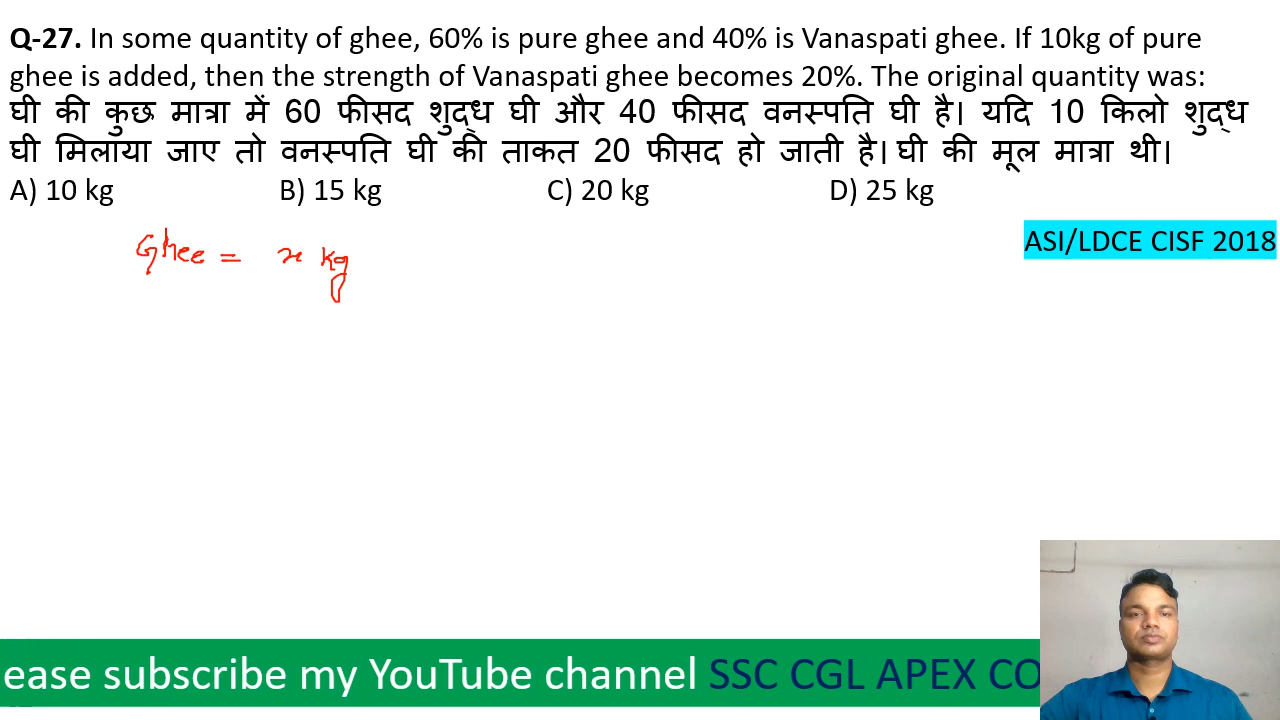 Q-27. In some quantity of ghee, 60% is pure ghee and 40% is Vanaspati ghee. If 10kg of pure
ghee is added, then the strength of Vanaspati ghee becomes 20%. The original quantity was:
घी की कुछ मात्रा में 60 फीसद शुद्ध घी और 40 फीसद वनस्पति घी है। यदि 10 किलो शुद्ध
घी मिलाया जाए तो वनस्पति घी की ताकत 20 फीसद हो जाती है। घी की मूल मात्रा थी।
A) 10 kg B) 15 kg C) 20 kg D) 25 kg
ASI/LDCE CISF 2018
Ghee = x kg
ease subscribe my YouTube channel SSC CGL APEX CO